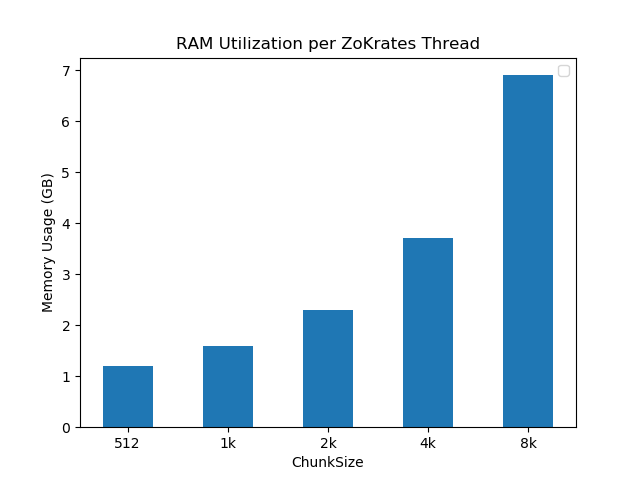 RAM Utilization per ZoKrates Thread
7
6
5
4
3
2
1
0
Memory Usage (GB)
512 1k 2k 4k 8k
ChunkSize